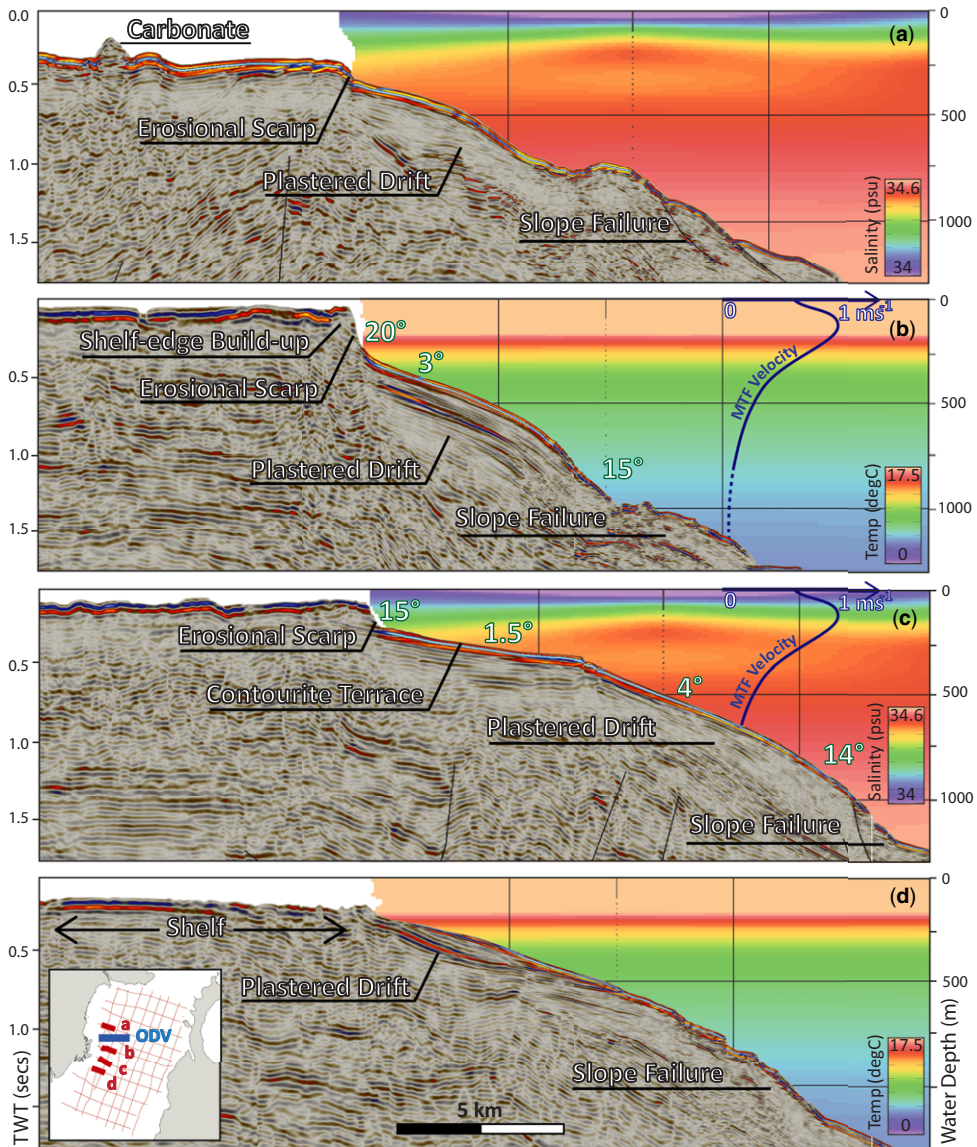 0.0
Carbonate
0
(a)
0.5
Erosional Scarp
500
1.0
Plastered Drift
Slope Failure
34.6
Salinity (psu)
34
1000
1.5
0
0
1 ms-1
(b)
Shelf-edge Build-up
20°
3°
Erosional Scarp
MTF Velocity
0.5
500
Plastered Drift
1.0
15°
17.5
Temp (degC)
0
Slope Failure
1000
1.5
0
0
1 ms-1
(c)
15°
Erosional Scarp
1.5°
MTF Velocity
0.5
Contourite Terrace
4°
500
34.6
Salinity (psu)
34
Plastered Drift
1.0
14°
1000
1.5
Slope Failure
0
(d)
Shelf
0.5
Plastered Drift
500
a
ODV
b
c
d
1.0
17.5
Temp (degC)
0
Slope Failure
TWT (secs)
5 km
Water Depth (m)